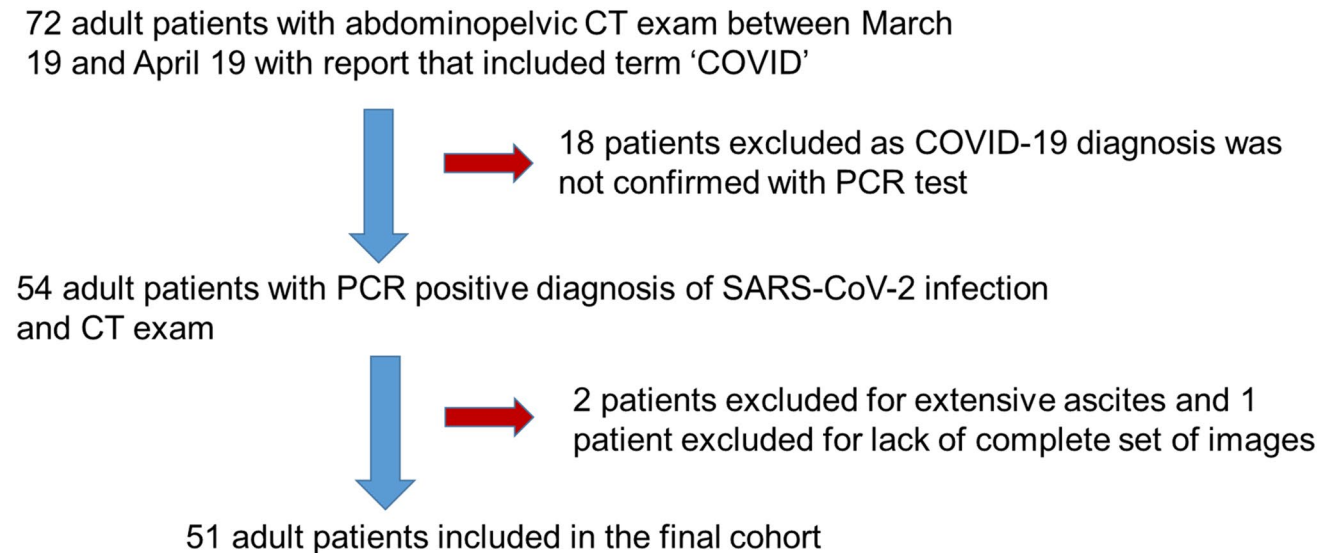 72 adult patients with abdominopelvic CT exam between March
19 and April 19 with report that included term ‘COVID’
18 patients excluded as COVID-19 diagnosis was
not confirmed with PCR test
54 adult patients with PCR positive diagnosis of SARS-CoV-2 infection
and CT exam
2 patients excluded for extensive ascites and 1
patient excluded for lack of complete set of images
51 adult patients included in the final cohort